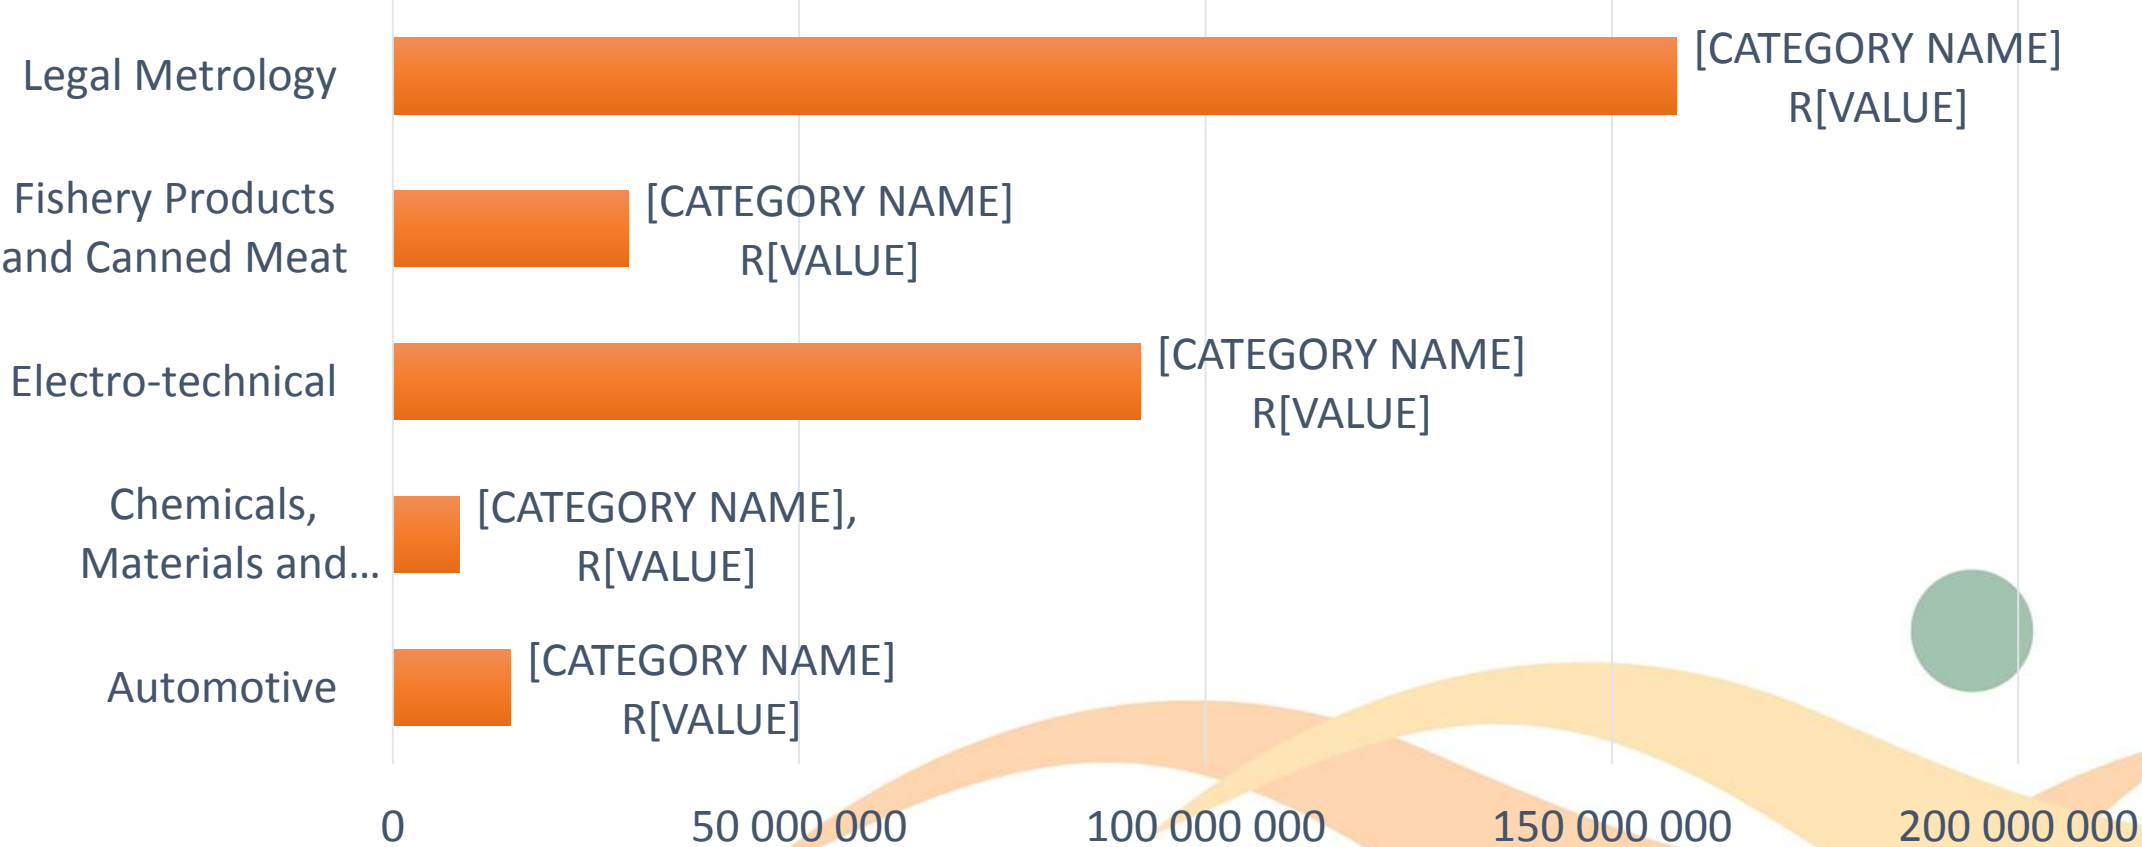 Legal Metrology
[CATEGORY NAME]
R[VALUE]
Fishery Products
and Canned Meat
[CATEGORY NAME]
R[VALUE]
Electro-technical
[CATEGORY NAME]
R[VALUE]
Chemicals,
Materials and...
[CATEGORY NAME],
R[VALUE]
Automotive
[CATEGORY NAME]
R[VALUE]
0 50 000 000 100 000 000 150 000 000 200 000 000